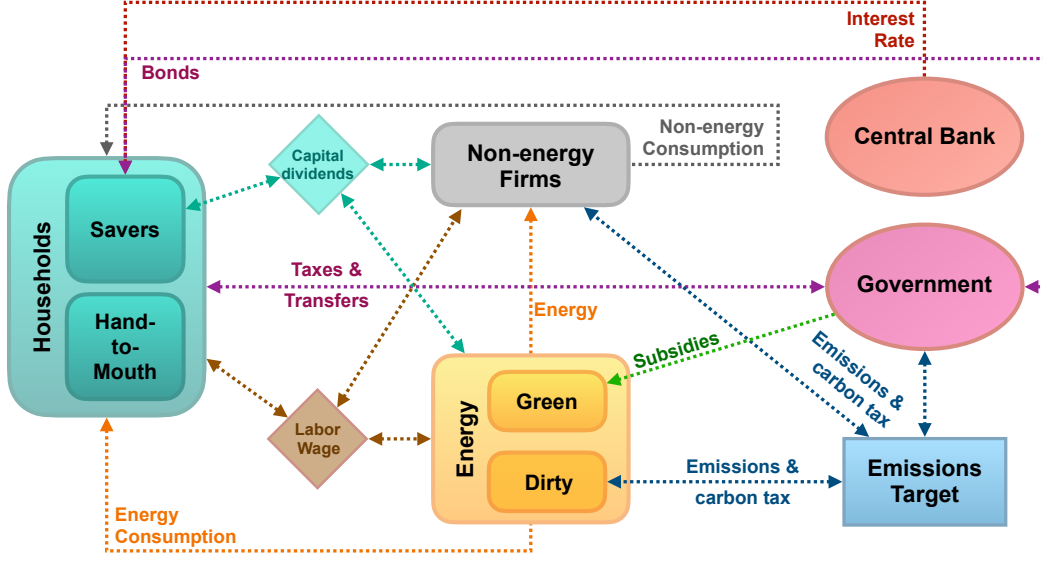 Interest
Rate
Bonds
Central Bank
Non-energy
Consumption
Capital
dividends
Non-energy
Firms
Households
Savers
Hand-
to-
Mouth
Taxes &
Transfers
Government
Energy
Subsidies
Emissions &
carbon tax
Labor
Wage
Energy
Green
Dirty
Emissions &
carbon tax
Emissions
Target
Energy
Consumption